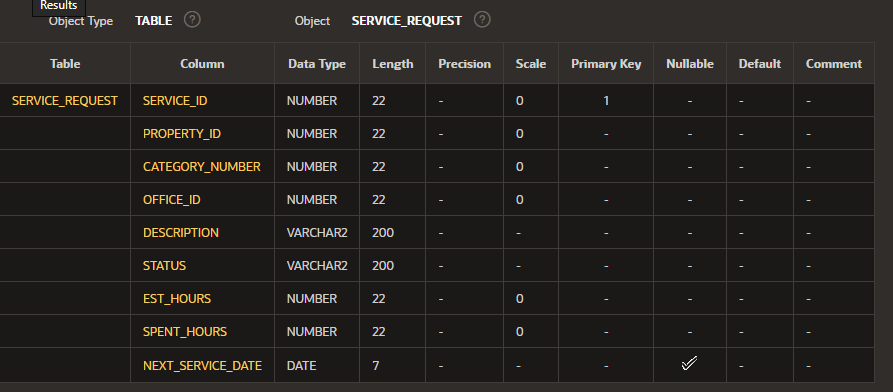 Results
Object Type TABLE ? Object SERVICE_REQUEST ?
Table Column Data Type Length Precision Scale Primary Key Nullable Default Comment
SERVICE_REQUEST SERVICE_ID NUMBER 22 - 0 1 - - -
PROPERTY_ID NUMBER 22 - 0 - - - -
CATEGORY_NUMBER NUMBER 22 - 0 - - - -
OFFICE_ID NUMBER 22 - 0 - - - -
DESCRIPTION VARCHAR2 200 - - - - - -
STATUS VARCHAR2 200 - - - - - -
EST_HOURS NUMBER 22 - 0 - - - -
SPENT_HOURS NUMBER 22 - 0 - - - -
NEXT_SERVICE_DATE DATE 7 - - - ✓ - -